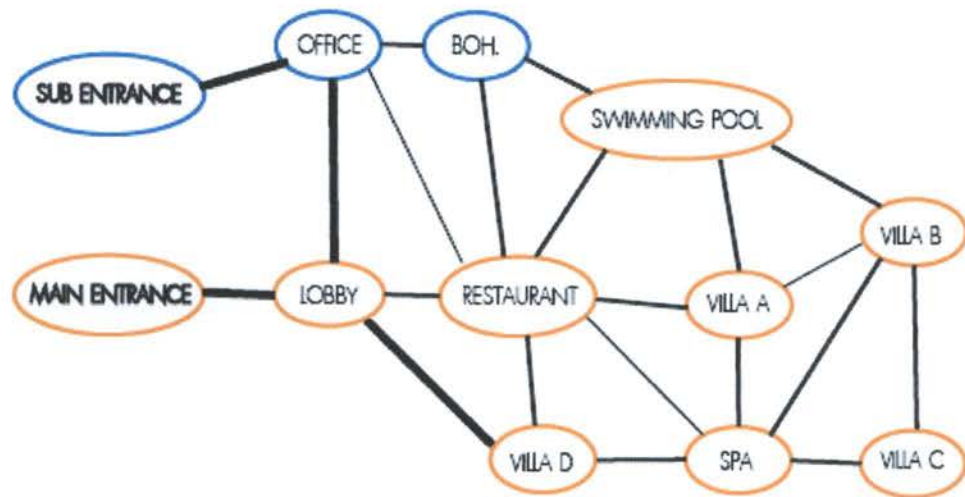 OFFICE
BOH.
SUB ENTRANCE
SWIMMING POOL
VILLA B
MAIN ENTRANCE
LOBBY
RESTAURANT
VILLA A
VILLA D
SPA
VILLA C